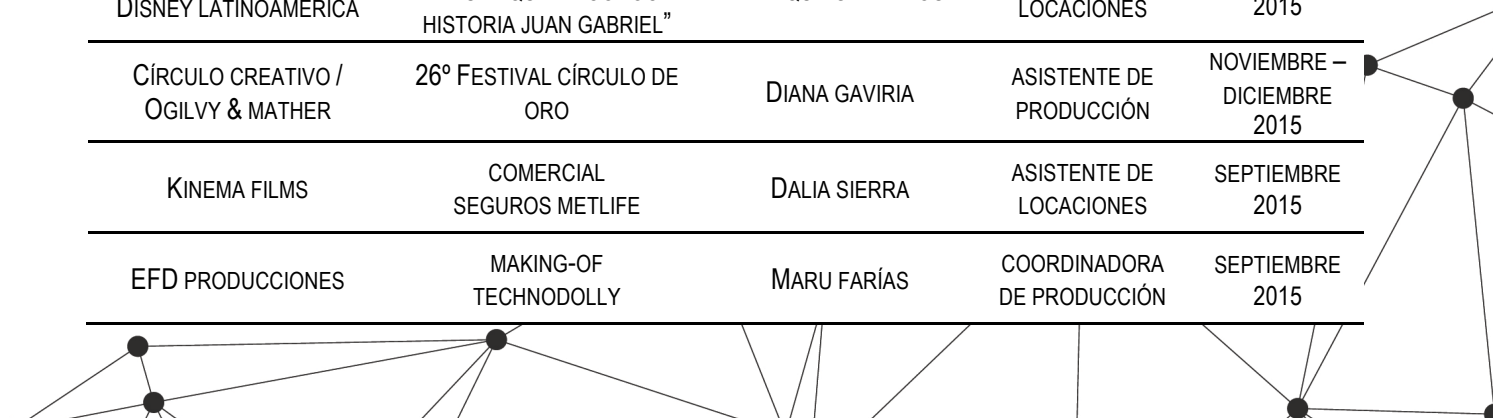 DISNEY LATINOAMÉRICA
HISTORIA JUAN GABRIEL”
LOCACIONES
2015
CÍRCULO CREATIVO /
OGILVY & MATHER
26º FESTIVAL CÍRCULO DE
ORO
DIANA GAVIRIA
ASISTENTE DE
PRODUCCIÓN
NOVIEMBRE –
DICIEMBRE
2015
KINEMA FILMS
COMERCIAL
SEGUROS METLIFE
DALIA SIERRA
ASISTENTE DE
LOCACIONES
SEPTIEMBRE
2015
EFD PRODUCCIONES
MAKING-OF
TECHNODOLLY
MARU FARÍAS
COORDINADORA
DE PRODUCCIÓN
SEPTIEMBRE
2015